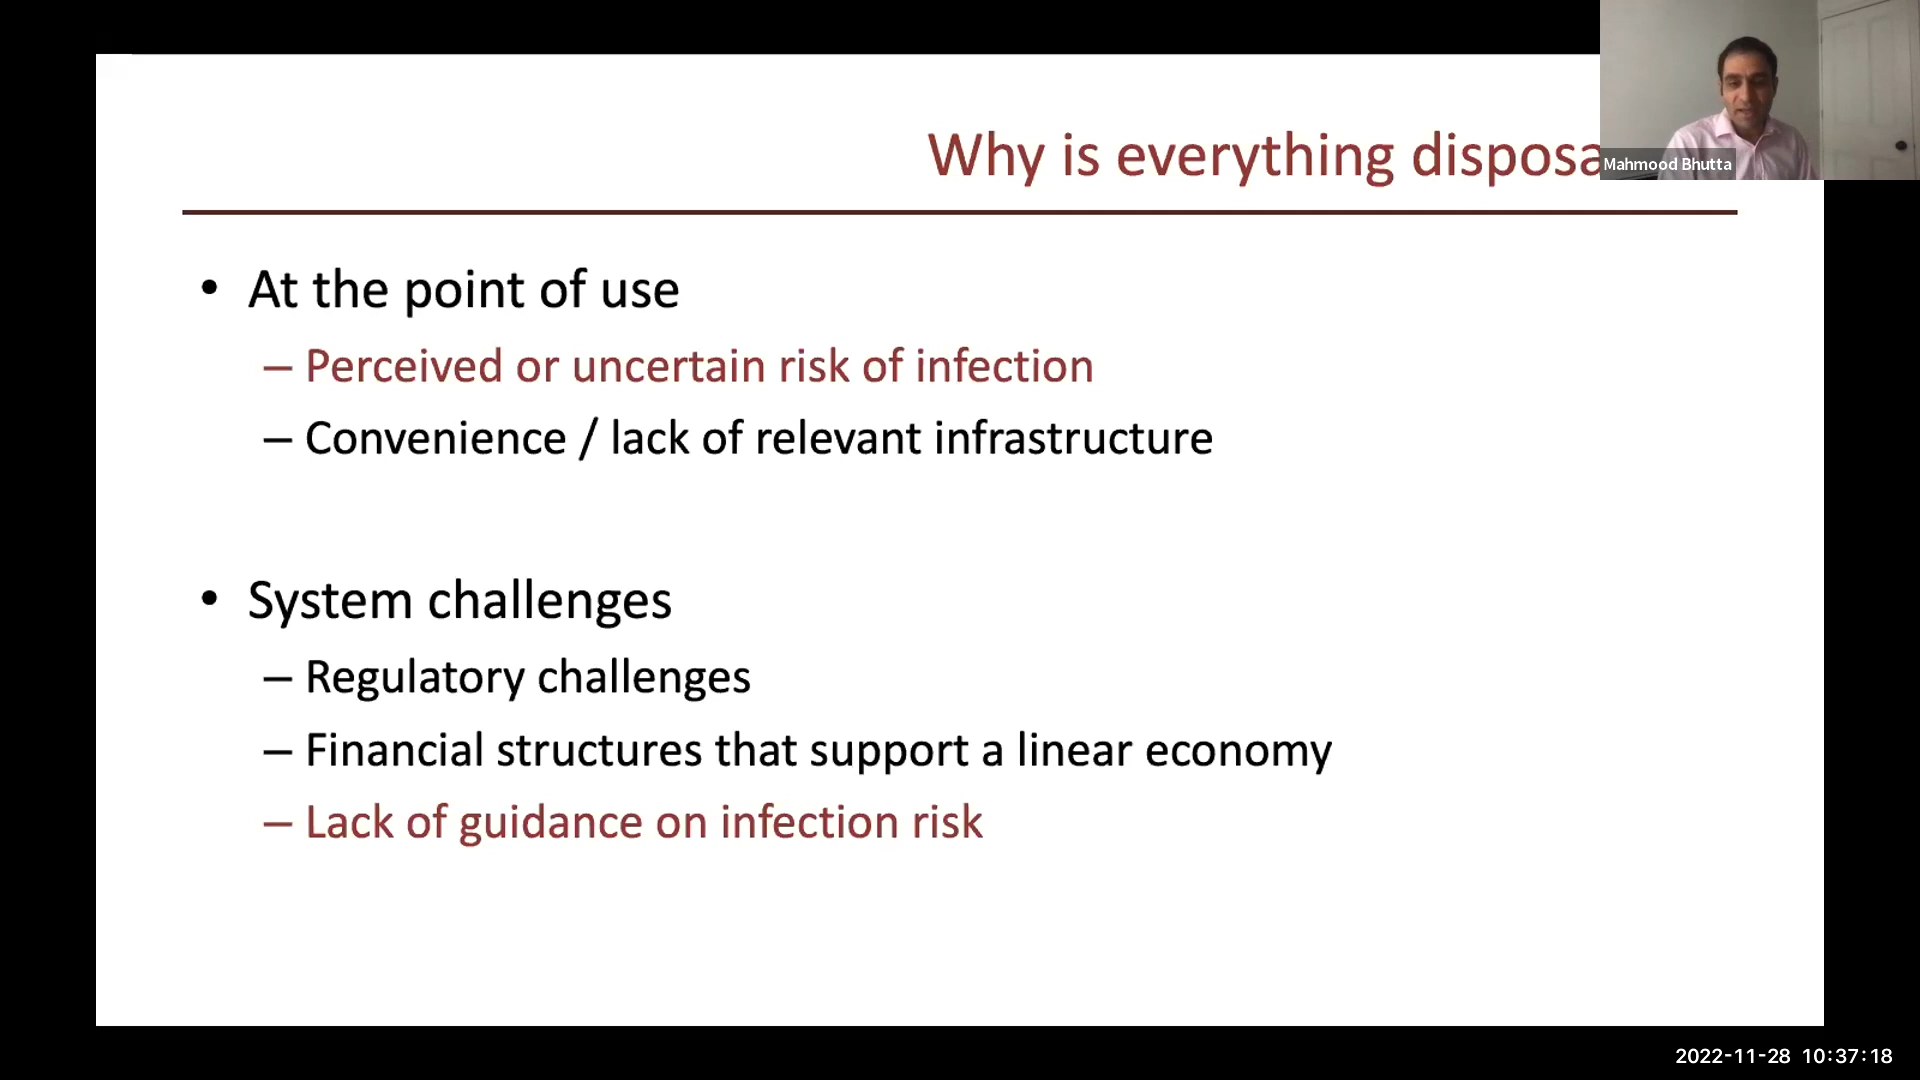 Why is everything disposa
Mahmood Bhutta
• At the point of use
– Perceived or uncertain risk of infection
– Convenience / lack of relevant infrastructure
• System challenges
– Regulatory challenges
– Financial structures that support a linear economy
– Lack of guidance on infection risk
2022-11-28 10:37:18